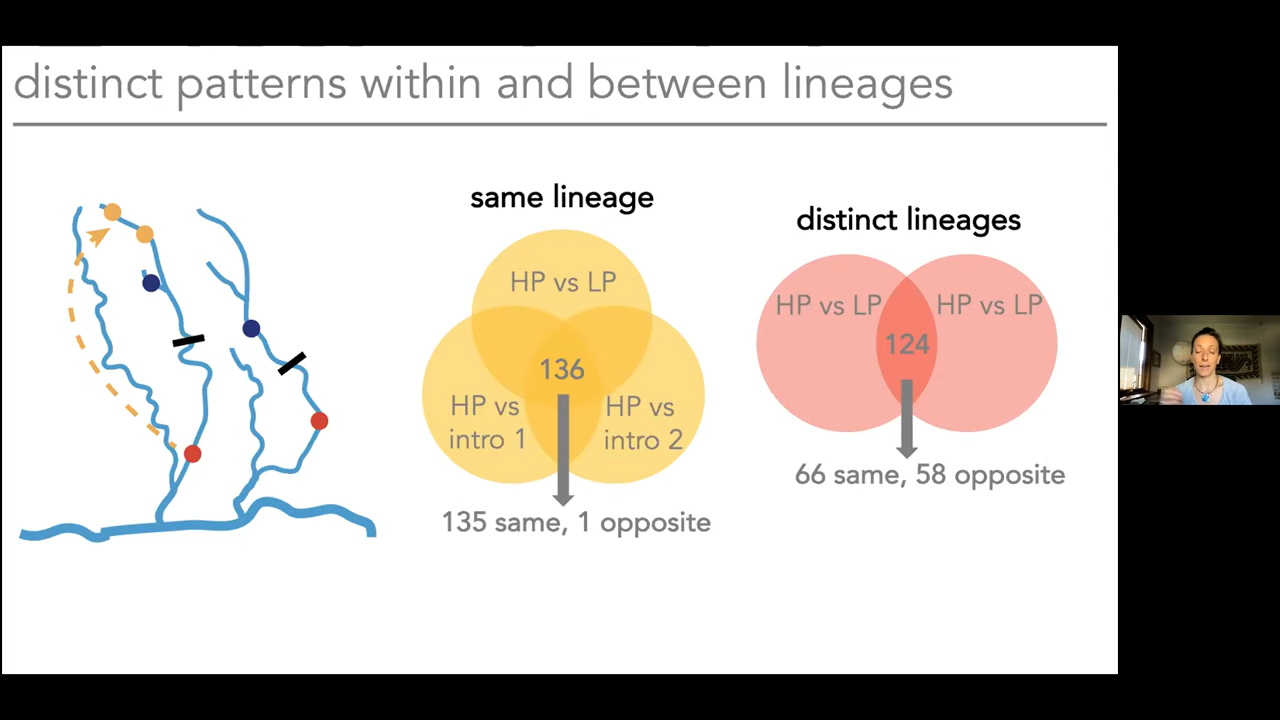 distinct patterns within and between lineages
same lineage
HP vs LP
136
HP vs
intro 1
HP vs
intro 2
135 same, 1 opposite
distinct lineages
HP vs LP
HP vs LP
124
66 same, 58 opposite